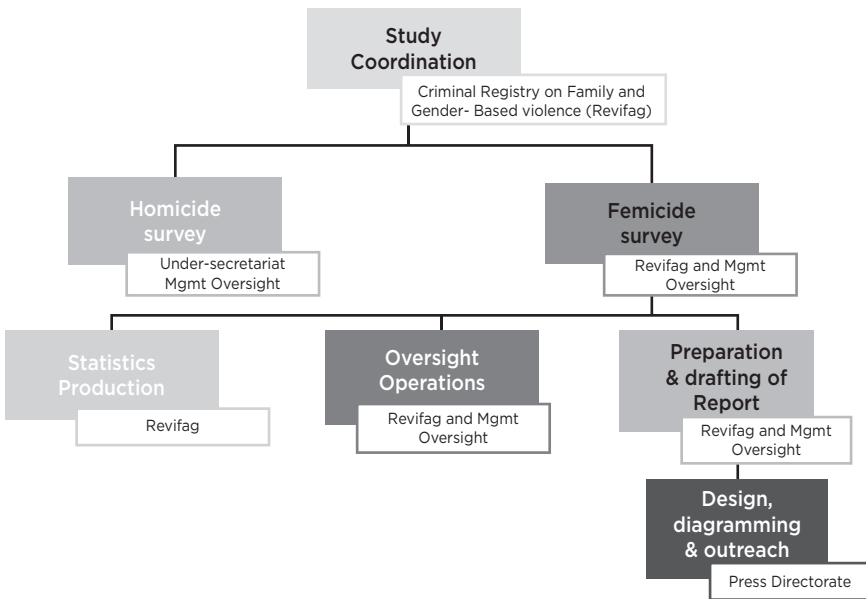 Study
Coordination
Criminal Registry on Family and
Gender- Based violence (Revifag)
Homicide
survey
Under-secretariat
Mgmt Oversight
Femicide
survey
Revifag and Mgmt
Oversight
Statistics
Production
Revifag
Oversight
Operations
Revifag and Mgmt
Oversight
Preparation
& drafting of
Report
Revifag and Mgmt
Oversight
Design,
diagramming
& outreach
Press Directorate